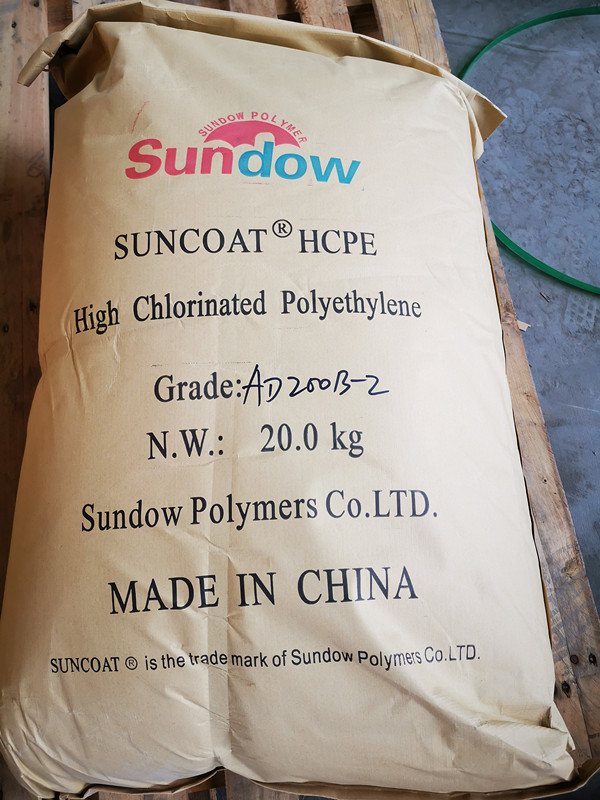 SUNDOW POLYMER
Sundow
SUNCOAT® HCPE
High Chlorinated Polyethylene
Grade: AD200B-2
N.W.: 20.0 kg
Sundow Polymers Co.LTD.
MADE IN CHINA
SUNCOAT ® is the trade mark of Sundow Polymers Co.LTD.